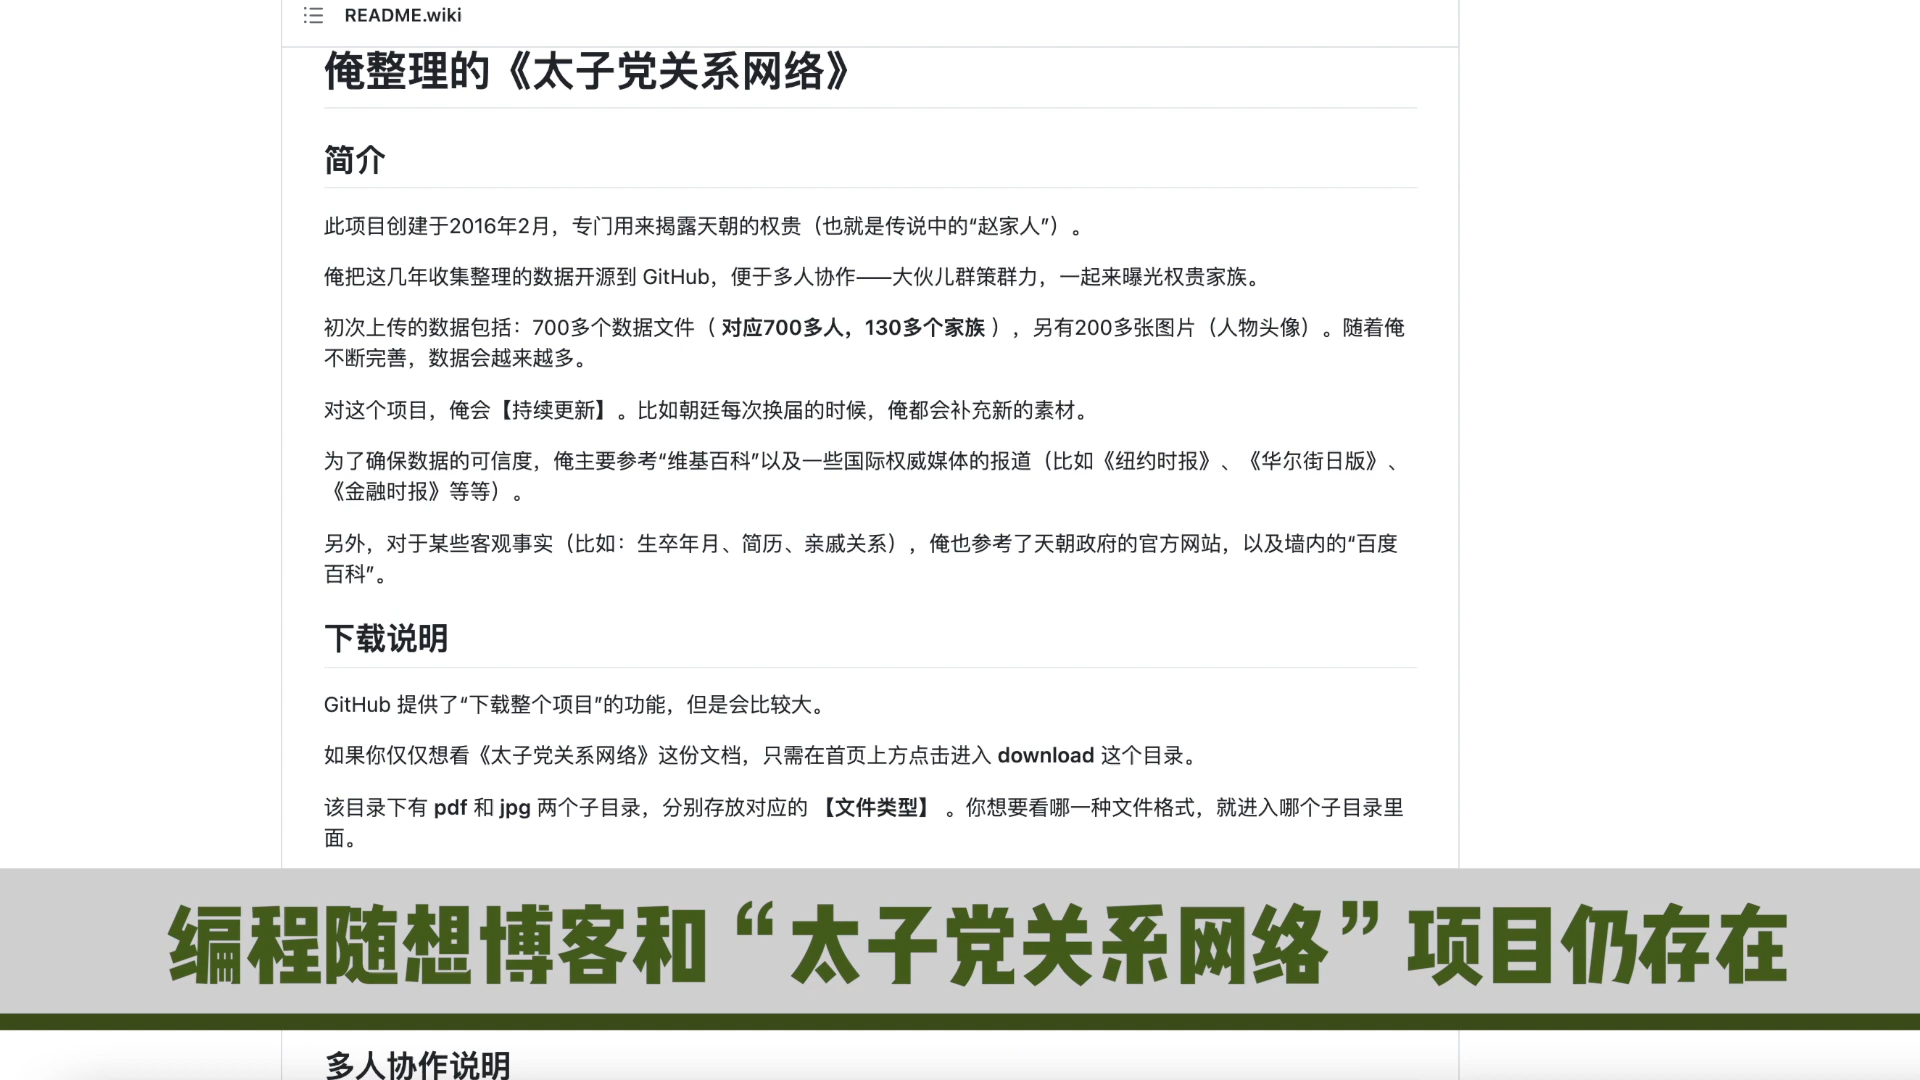 README.wiki
俺整理的《太子党关系网络》
简介
此项目创建于2016年2月，专门用来揭露天朝的权贵（也就是传说中的“赵家人”）。
俺把这几年收集整理的数据开源到 GitHub，便于多人协作——大伙儿群策群力，一起来曝光权贵家族。
初次上传的数据包括：700多个数据文件（ 对应700多人，130多个家族 ），另有200多张图片（人物头像）。随着俺
不断完善，数据会越来越多。
对这个项目，俺会【持续更新】。比如朝廷每次换届的时候，俺都会补充新的素材。
为了确保数据的可信度，俺主要参考“维基百科”以及一些国际权威媒体的报道（比如《纽约时报》、《华尔街日版》、
《金融时报》等等）。
另外，对于某些客观事实（比如：生卒年月、简历、亲戚关系），俺也参考了天朝政府的官方网站，以及墙内的“百度
百科”。
下载说明
GitHub 提供了“下载整个项目”的功能，但是会比较大。
如果你仅仅想看《太子党关系网络》这份文档，只需在首页上方点击进入 download 这个目录。
该目录下有 pdf 和 jpg 两个子目录，分别存放对应的 【文件类型】 。你想要看哪一种文件格式，就进入哪个子目录里
面。
编程随想博客和“太子党关系网络”项目仍存在
多人协作说明